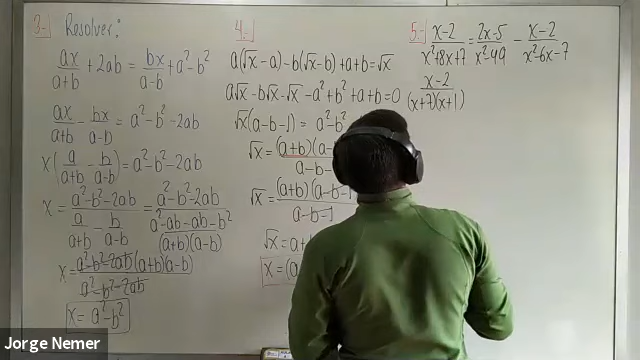 3.-| Resolver:
ax/(a+b) + 2ab = bx/(a-b) + a² - b²
ax/(a+b) - bx/(a-b) = a² - b² - 2ab
x(a/(a+b) - b/(a-b)) = a² - b² - 2ab
x = (a² - b² - 2ab)/(a/(a+b) - b/(a-b)) = (a² - b² - 2ab)/((a² - ab - ab - b²)/((a+b)(a-b)))
x = (a² - b² - 2ab)(a+b)(a-b)/(a² - b² - 2ab)
x = a² - b²
4.-|
a(√x - a) - b(√x - b) + a + b = √x
a√x - b√x - √x - a² + b² + a + b = 0
√x(a - b - 1) = a² - b²
√x = (a+b)(a-/(a-b-
√x = (a+b)(a-b-1/(a-b-1
√x = a+
x = (a
5.-| (x-2)/(x²+8x+7) = (2x-5)/(x²-49) - (x-2)/(x²-6x-7)
(x-2)/((x+7)(x+1))
Jorge Nemer